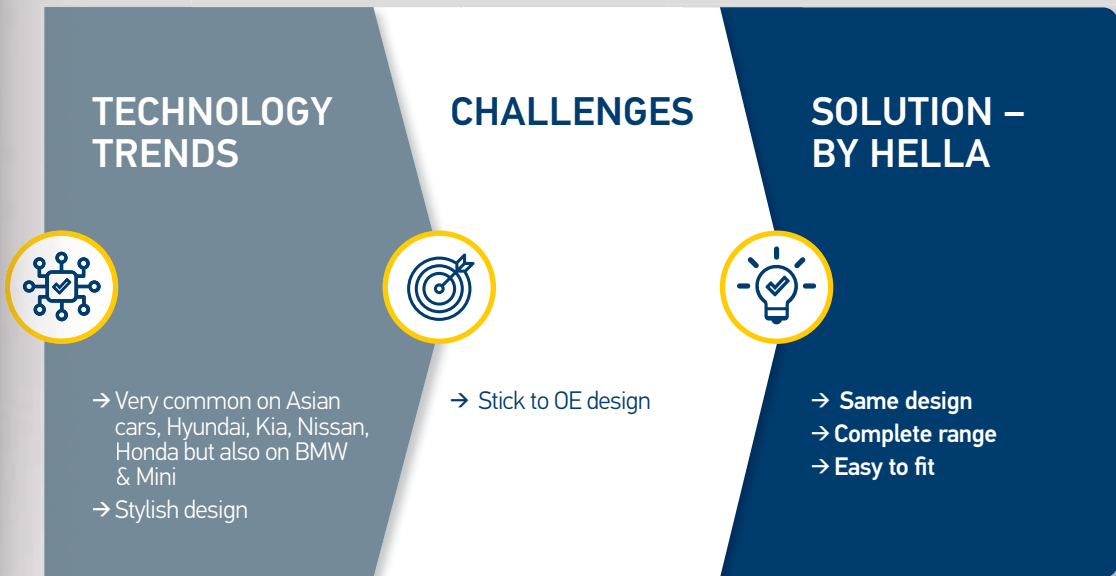 TECHNOLOGY
TRENDS
→ Very common on Asian
cars, Hyundai, Kia, Nissan,
Honda but also on BMW
& Mini
→ Stylish design
CHALLENGES
→ Stick to OE design
SOLUTION –
BY HELLA
→ Same design
→ Complete range
→ Easy to fit